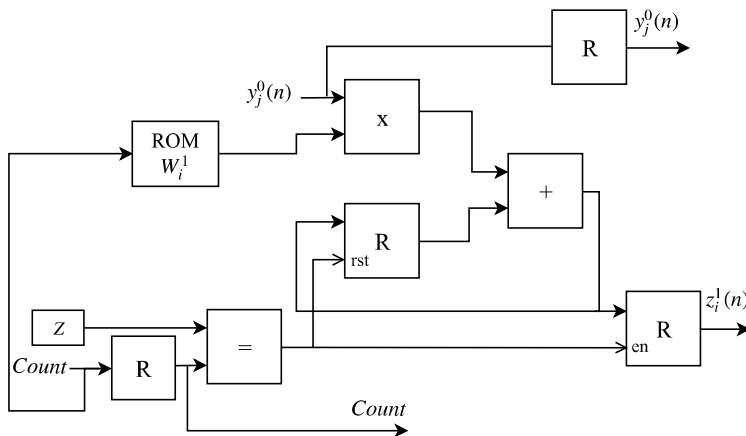 y_j^0(n)
R
y_j^0(n)
x
ROM
W_i^1
+
R
rst
z_i^1(n)
R
en
Z
=
Count
R
Count